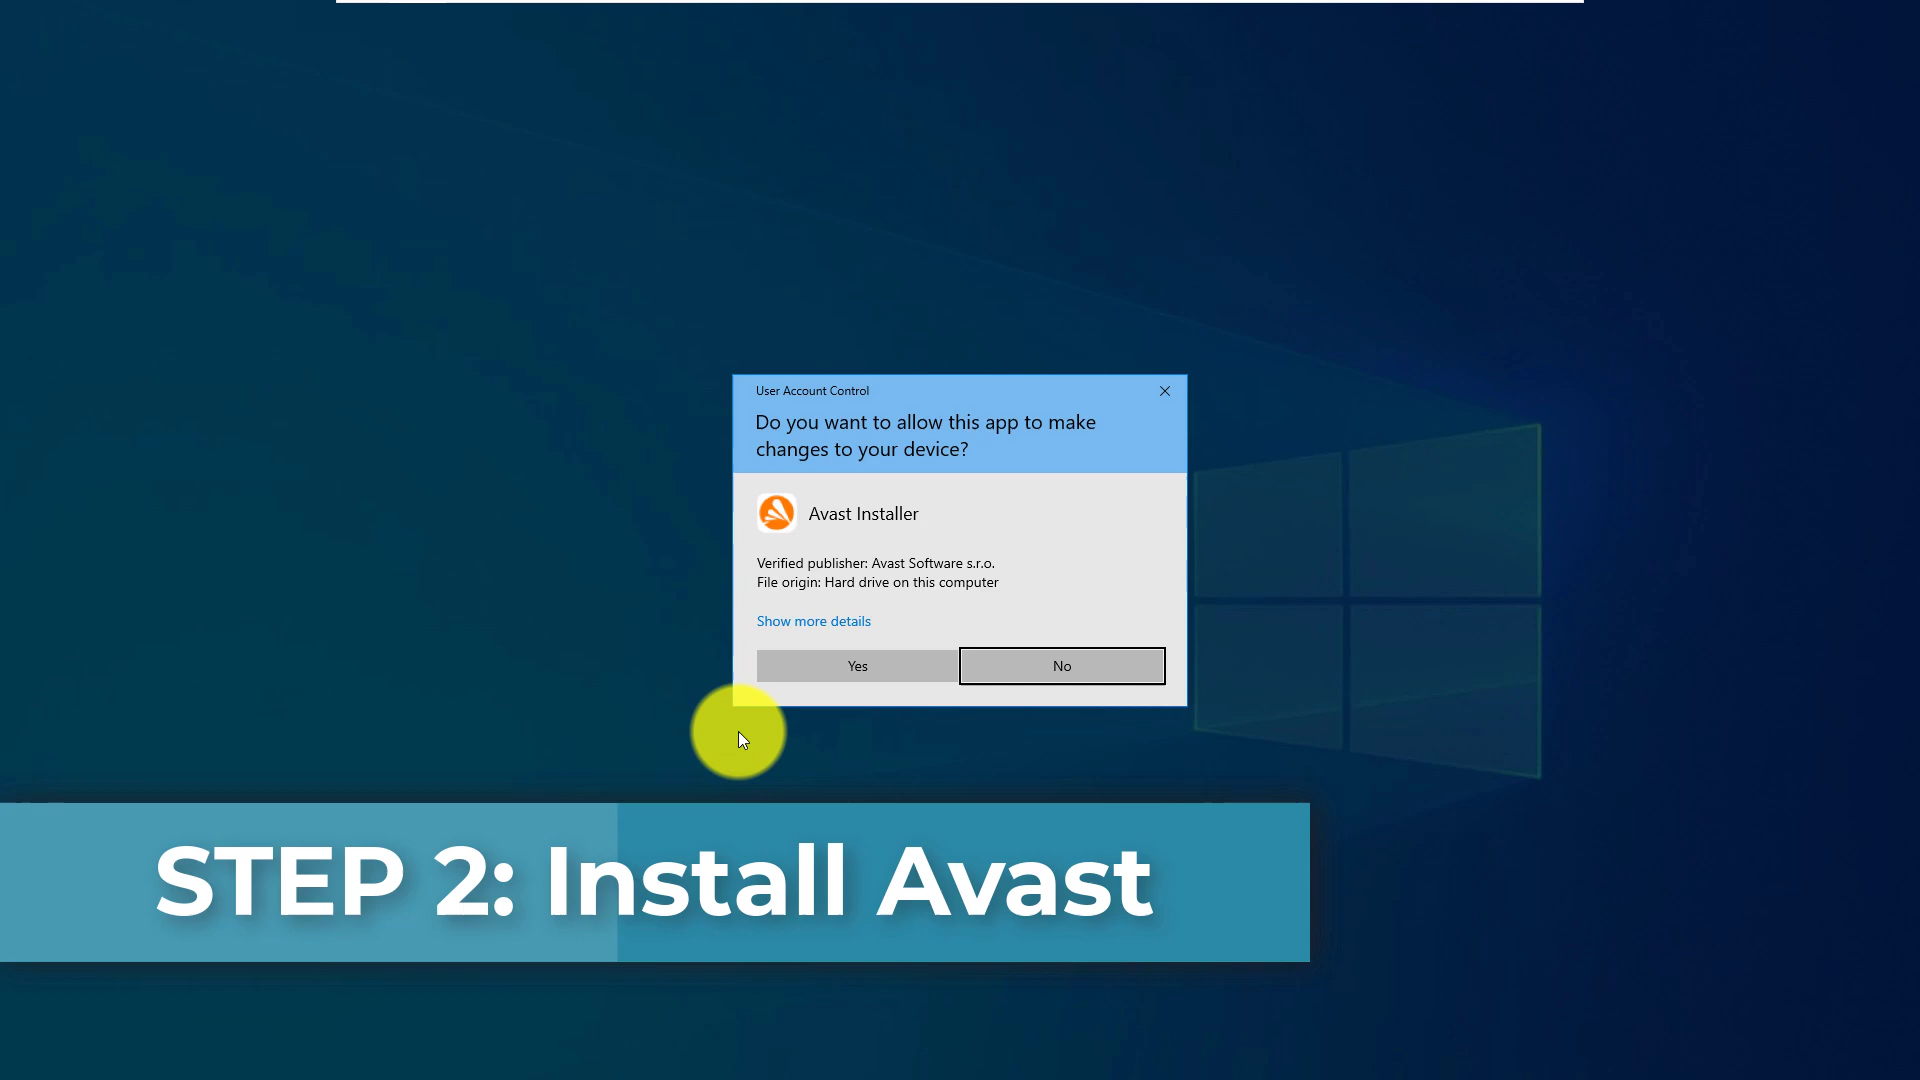 User Account Control
Do you want to allow this app to make
changes to your device?
Avast Installer
Verified publisher: Avast Software s.r.o.
File origin: Hard drive on this computer
Show more details
Yes
No
STEP 2: Install Avast